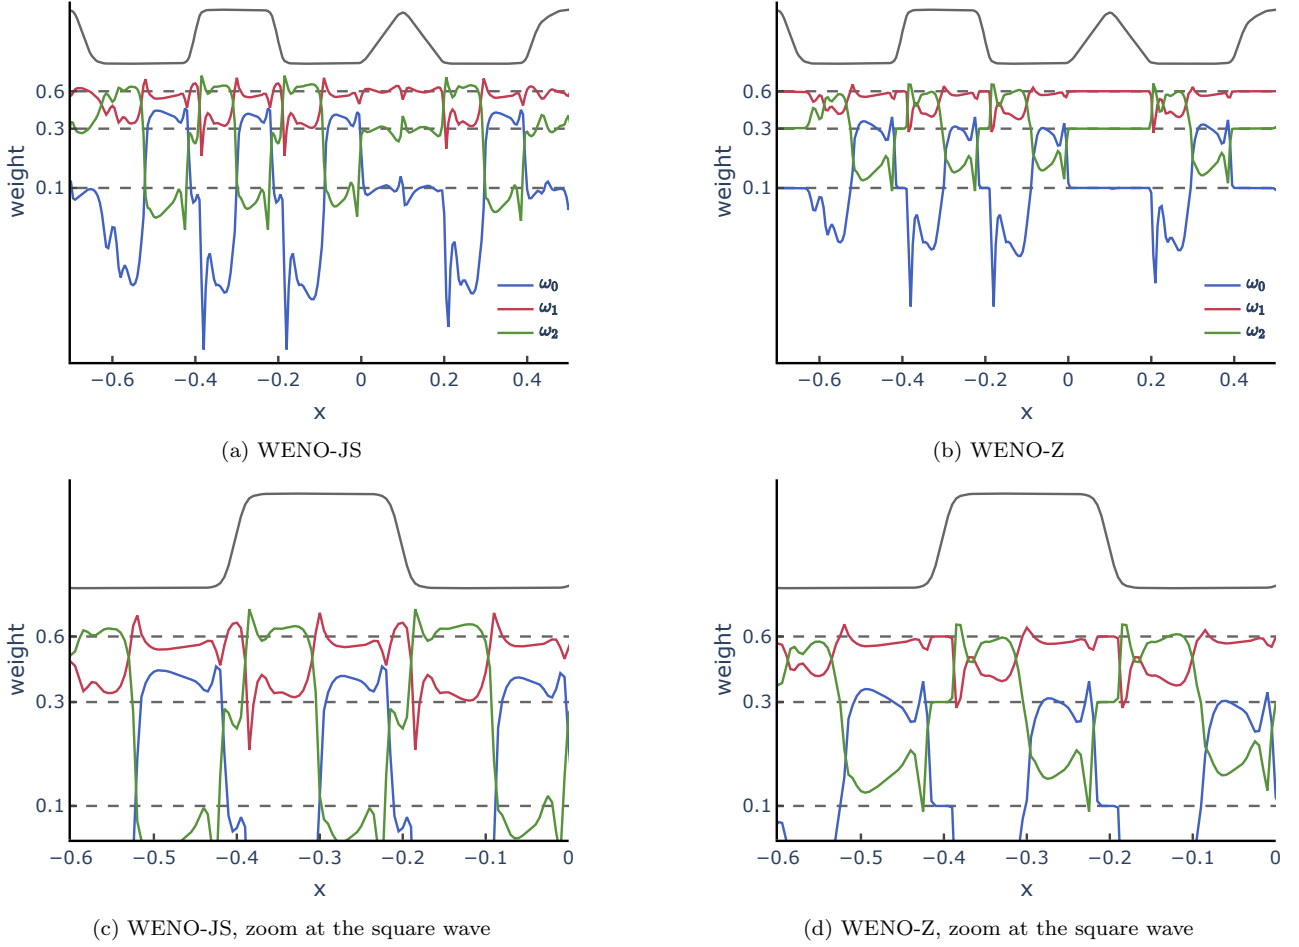 0.6
0.3
0.1
weight
ω₀
ω₁
ω₂
−0.6 −0.4 −0.2 0 0.2 0.4
x
(a) WENO-JS
0.6
0.3
0.1
weight
ω₀
ω₁
ω₂
−0.6 −0.4 −0.2 0 0.2 0.4
x
(b) WENO-Z
0.6
0.3
0.1
weight
−0.6 −0.5 −0.4 −0.3 −0.2 −0.1 0
x
(c) WENO-JS, zoom at the square wave
0.6
0.3
0.1
weight
−0.6 −0.5 −0.4 −0.3 −0.2 −0.1 0
x
(d) WENO-Z, zoom at the square wave